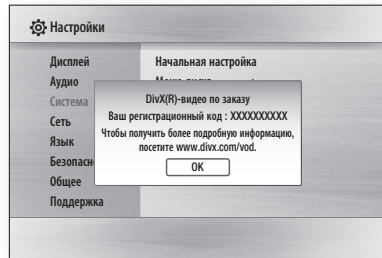 Настройки
Дисплей
Начальная настройка
Аудио
Система
DivX(R)-видео по заказу
Сеть
Ваш регистрационный код : XXXXXXXXXX
Чтобы получить более подробную информацию,
Язык
посетите www.divx.com/vod.
OK
Общее
Поддержка